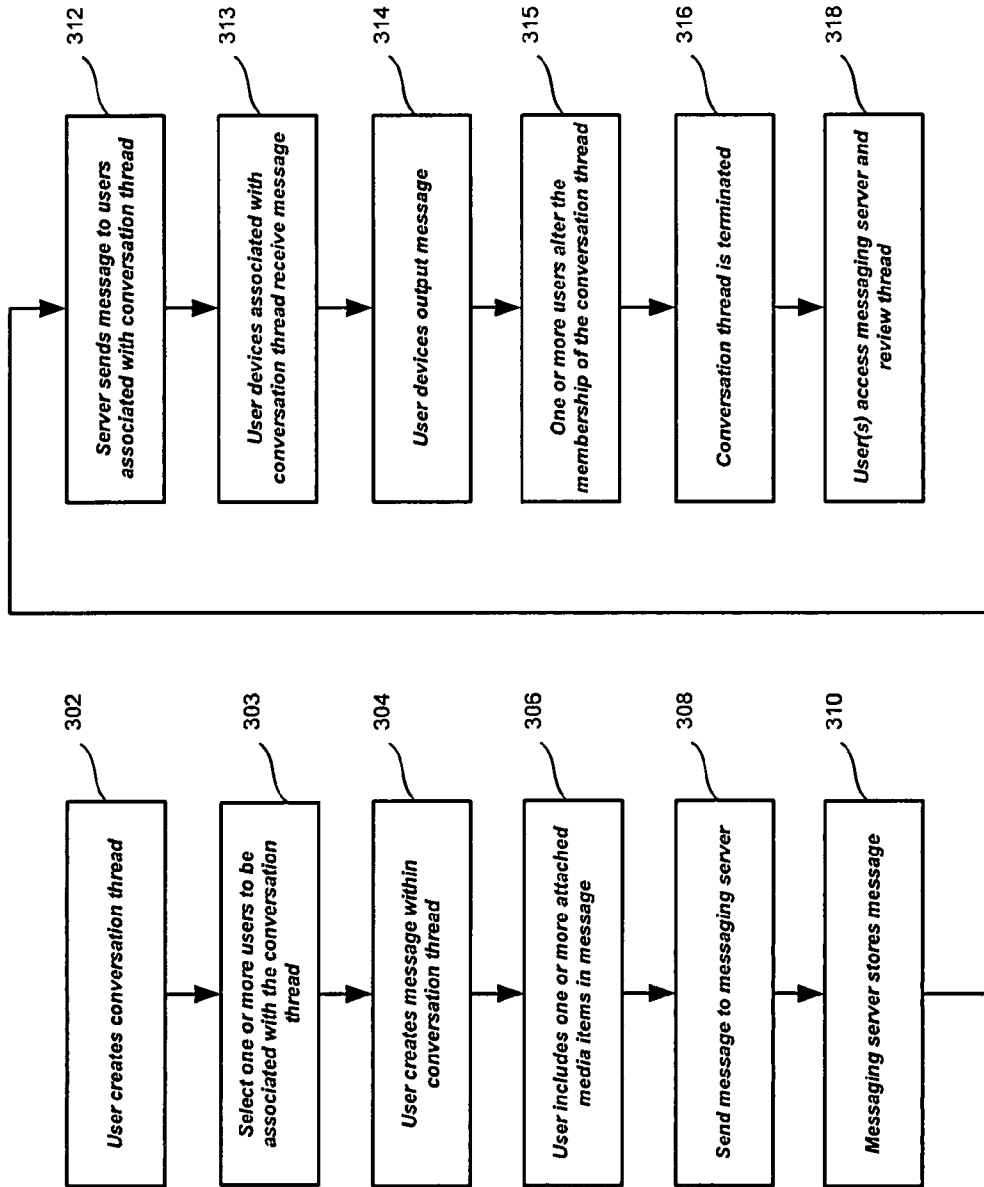 302
User creates conversation thread
303
Select one or more users to be
associated with the conversation
thread
304
User creates message within
conversation thread
306
User includes one or more attached
media items in message
308
Send message to messaging server
310
Messaging server stores message
312
Server sends message to users
associated with conversation thread
313
User devices associated with
conversation thread receive message
314
User devices output message
315
One or more users alter the
membership of the conversation thread
316
Conversation thread is terminated
318
User(s) access messaging server and
review thread